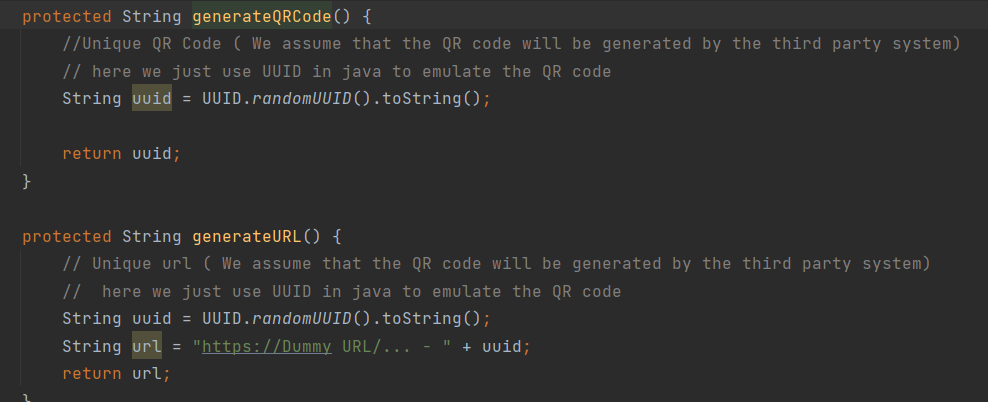 protected String generateQRCode() {
//Unique QR Code ( We assume that the QR code will be generated by the third party system)
// here we just use UUID in java to emulate the QR code
String uuid = UUID.randomUUID().toString();
return uuid;
}
protected String generateURL() {
// Unique url ( We assume that the QR code will be generated by the third party system)
//  here we just use UUID in java to emulate the QR code
String uuid = UUID.randomUUID().toString();
String url = "https://Dummy URL/... - " + uuid;
return url;
}